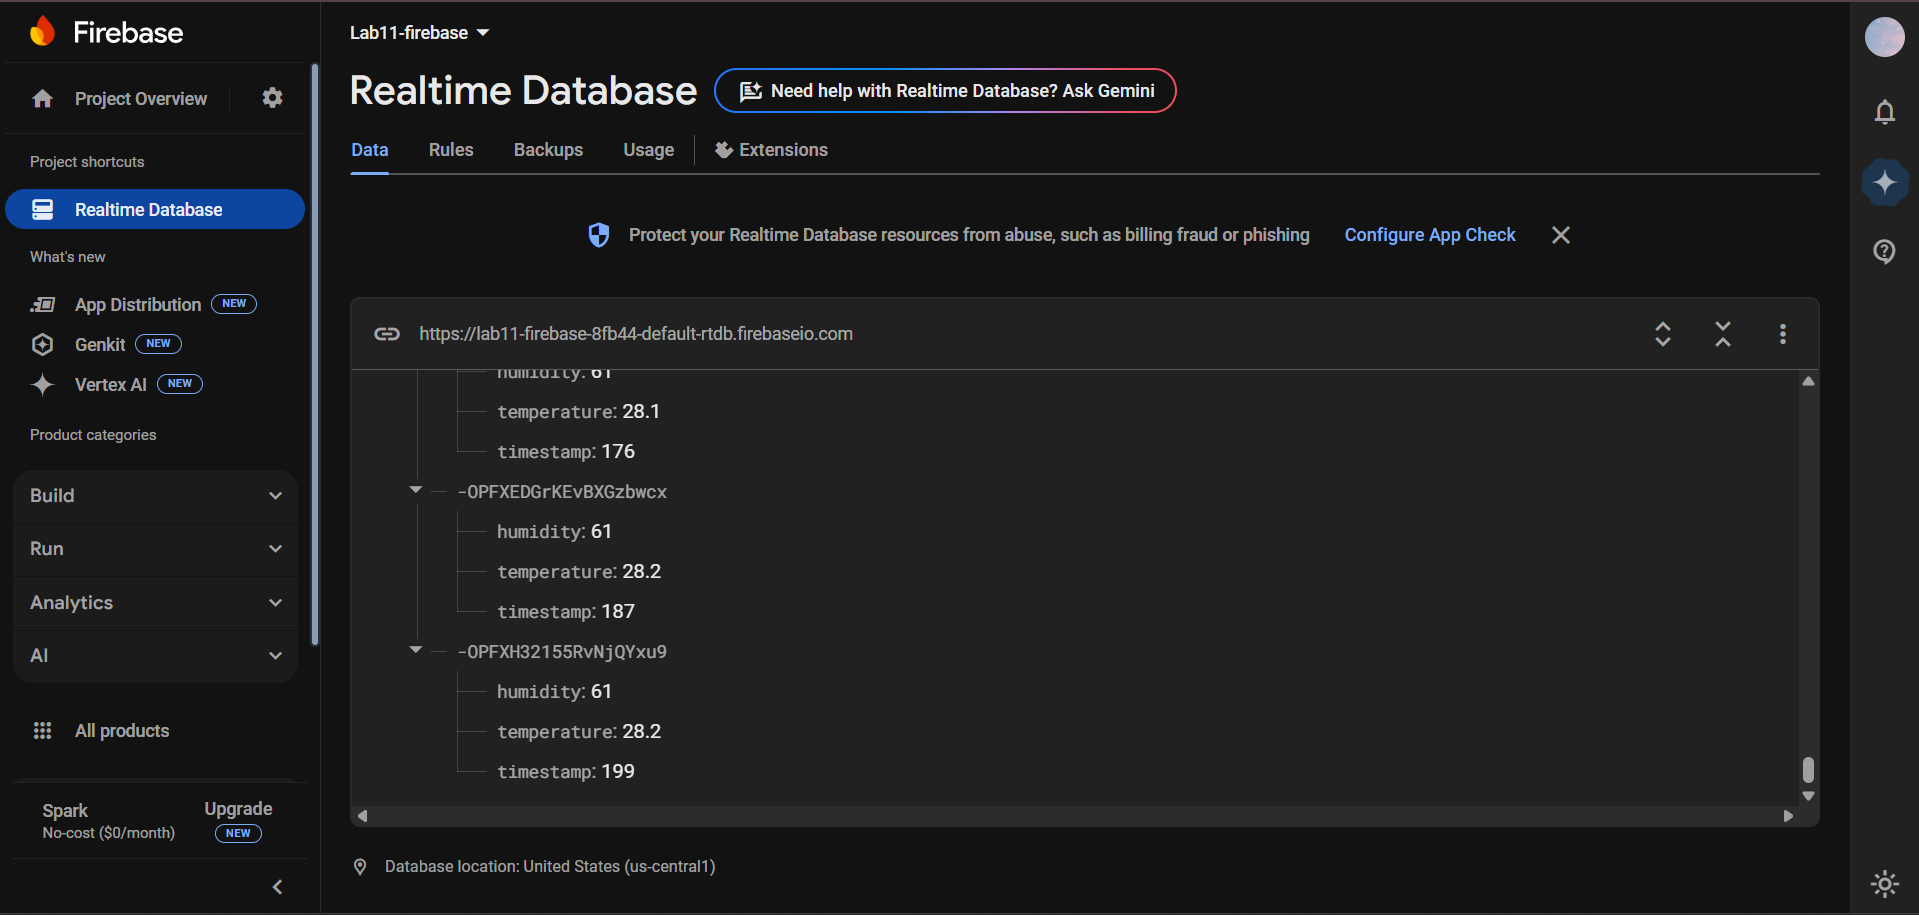 Firebase
Project Overview
Project shortcuts
Realtime Database
What's new
App Distribution NEW
Genkit NEW
Vertex AI NEW
Product categories
Build
Run
Analytics
AI
All products
Spark
No-cost ($0/month)
Upgrade
NEW
Lab11-firebase
Realtime Database
Need help with Realtime Database? Ask Gemini
Data Rules Backups Usage Extensions
Protect your Realtime Database resources from abuse, such as billing fraud or phishing Configure App Check
https://lab11-firebase-8fb44-default-rtdb.firebaseio.com
humidity: 61
temperature: 28.1
timestamp: 176
-OPFXEDGrKEvBXGzbwcx
humidity: 61
temperature: 28.2
timestamp: 187
-OPFXH32155RvNjQYxu9
humidity: 61
temperature: 28.2
timestamp: 199
Database location: United States (us-central1)